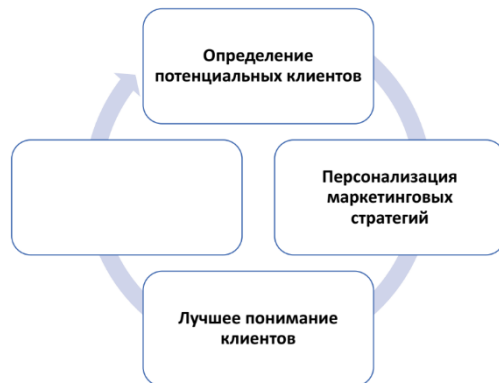 Определение
потенциальных клиентов
Персонализация
маркетинговых
стратегий
Лучшее понимание
клиентов